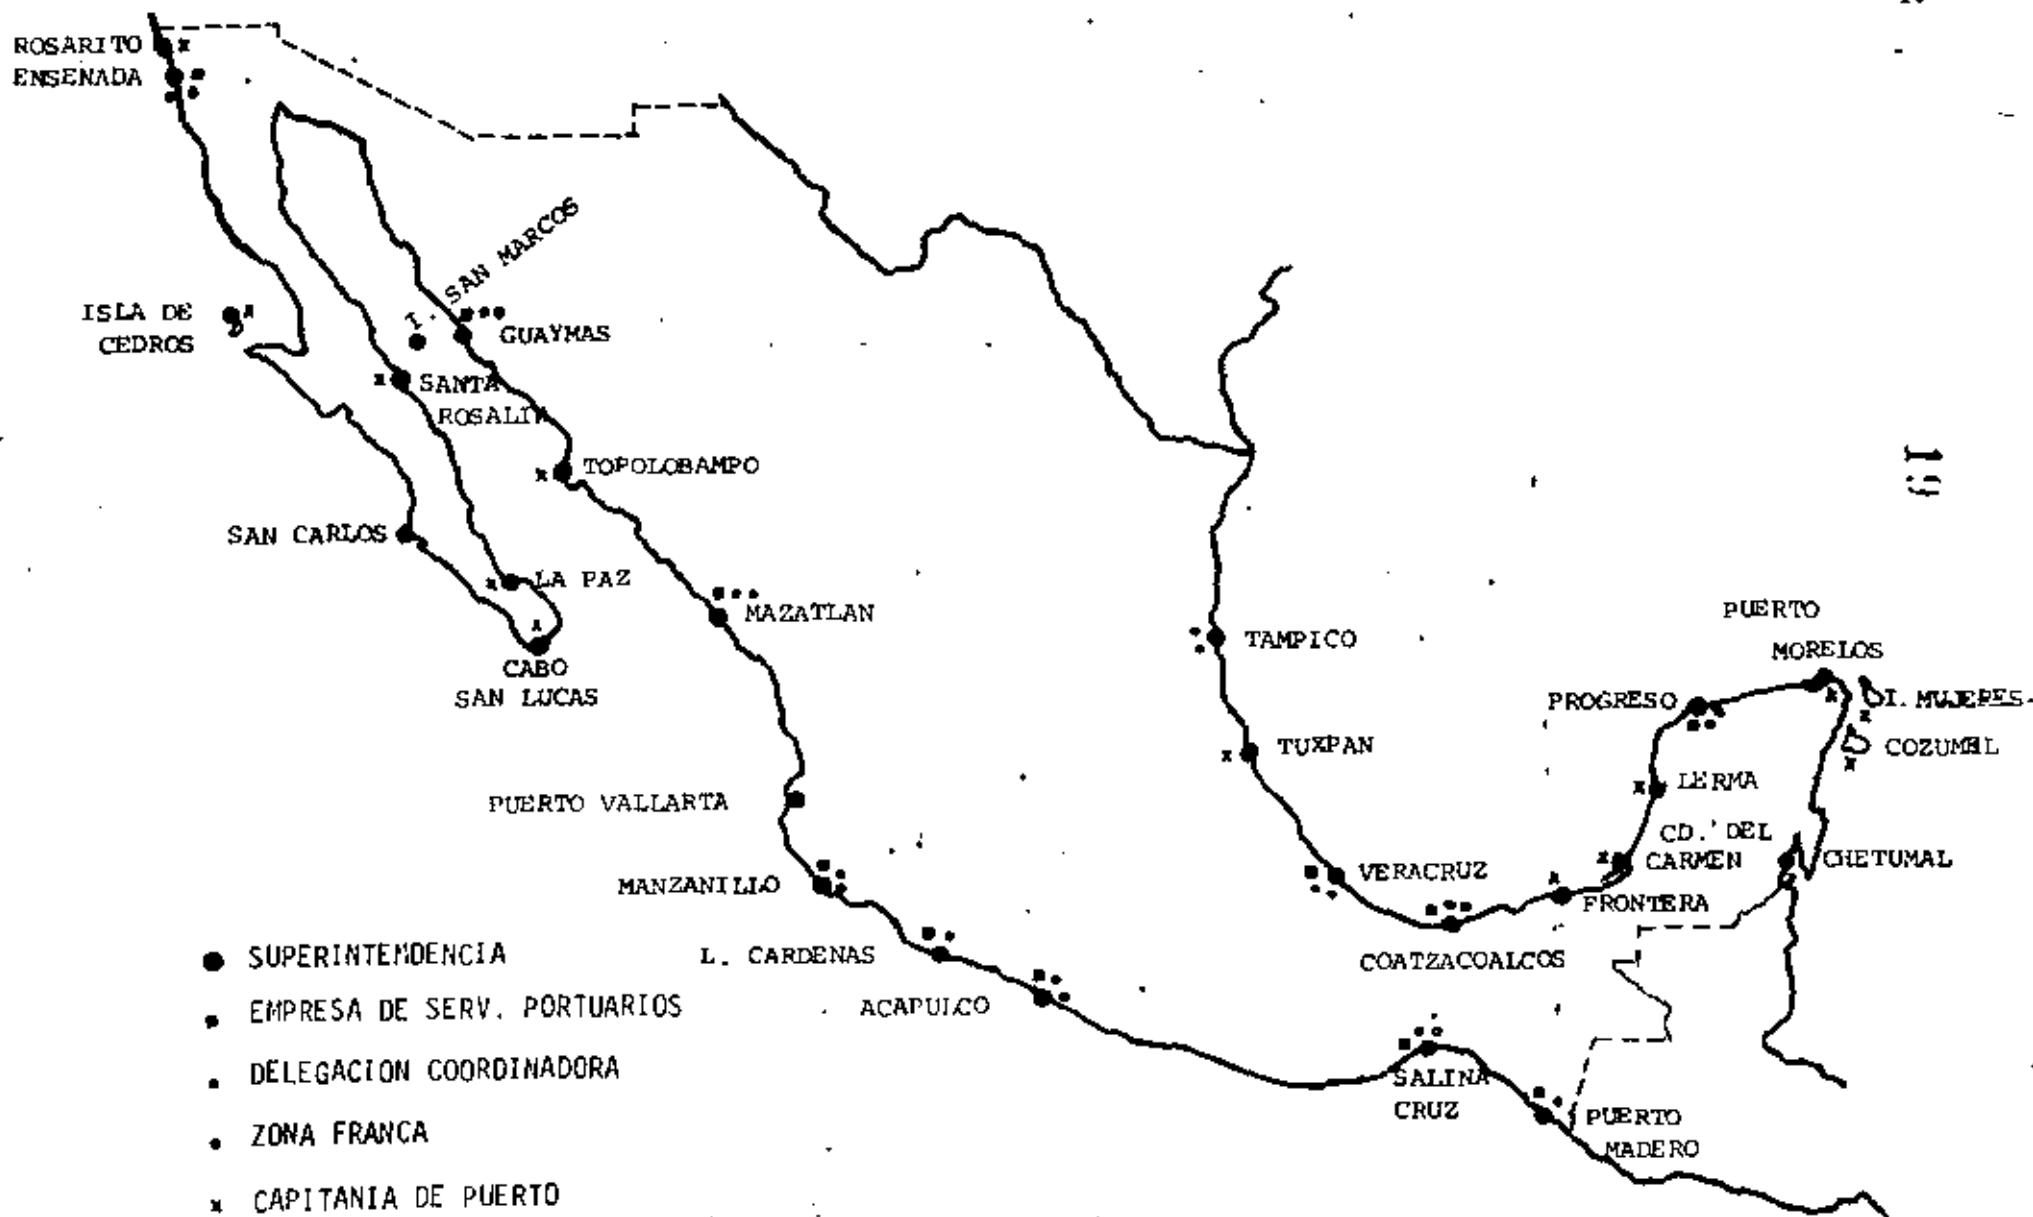 ROSARITO
ENSENADA
I. SAN MARCOS
ISLA DE
CEDROS
GUAYMAS
SANTA
ROSALIA
TOPOLOBAMPO
SAN CARLOS
LA PAZ
MAZATLAN
CABO
SAN LUCAS
PUERTO VALLARTA
MANZANILLO
L. CARDENAS
ACAPULCO
19
TAMPICO
TUXPAN
VERACRUZ
COATZACOALCOS
FRONTERA
CD. DEL
CARMEN
LERMA
PROGRESO
PUERTO
MORELOS
I. MUJERES
COZUMEL
CHETUMAL
SALINA
CRUZ
PUERTO
MADERO
SUPERINTENDENCIA
EMPRESA DE SERV. PORTUARIOS
DELEGACION COORDINADORA
ZONA FRANCA
x CAPITANIA DE PUERTO